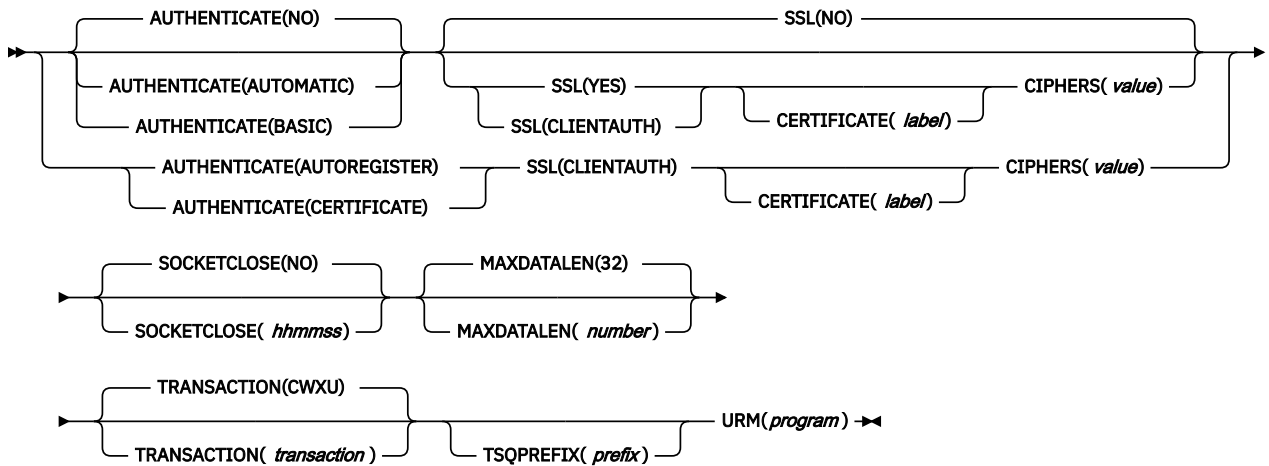 AUTHENTICATE(NO) SSL(NO)
AUTHENTICATE(AUTOMATIC) SSL(YES) CIPHERS( value)
AUTHENTICATE(BASIC) SSL(CLIENTAUTH) CERTIFICATE( label)
AUTHENTICATE(AUTOREGISTER) SSL(CLIENTAUTH) CIPHERS( value)
AUTHENTICATE(CERTIFICATE) CERTIFICATE( label)
SOCKETCLOSE(NO) MAXDATALEN(32)
SOCKETCLOSE( hhmmss) MAXDATALEN( number)
TRANSACTION(CWXU)
URM(program)
TRANSACTION( transaction) TSQPREFIX( prefix)